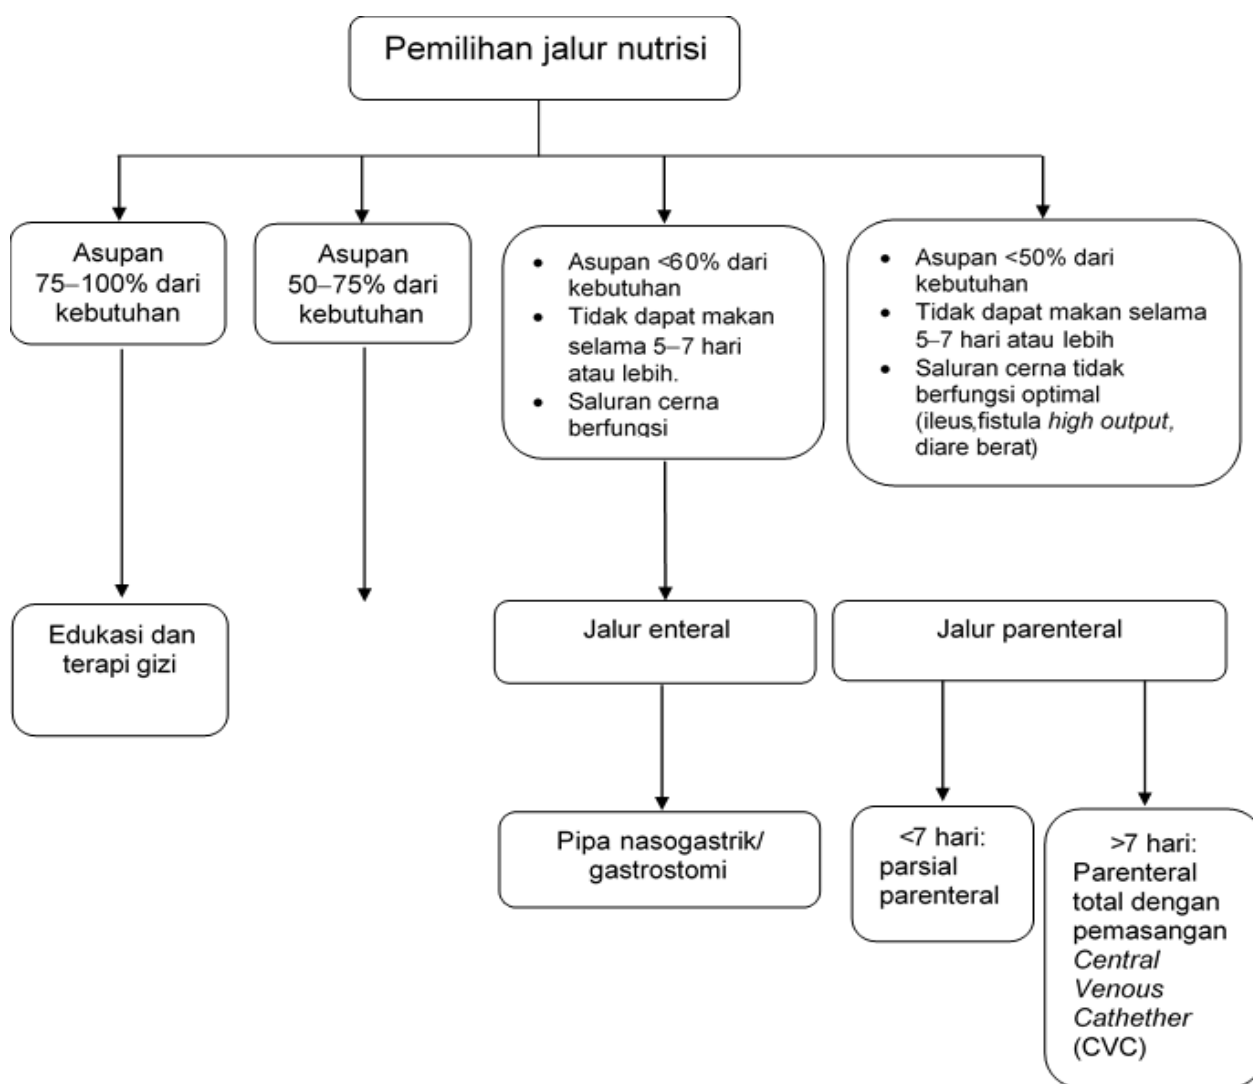 Pemilihan jalur nutrisi
Asupan
75–100% dari
kebutuhan
Asupan
50–75% dari
kebutuhan
• Asupan <60% dari
kebutuhan
• Tidak dapat makan
selama 5–7 hari
atau lebih.
• Saluran cerna
berfungsi
• Asupan <50% dari
kebutuhan
• Tidak dapat makan selama
5–7 hari atau lebih
• Saluran cerna tidak
berfungsi optimal
(ileus,fistula high output,
diare berat)
Edukasi dan
terapi gizi
Jalur enteral
Jalur parenteral
Pipa nasogastrik/
gastrostomi
<7 hari:
parsial
parenteral
>7 hari:
Parenteral
total dengan
pemasangan
Central
Venous
Cathether
(CVC)